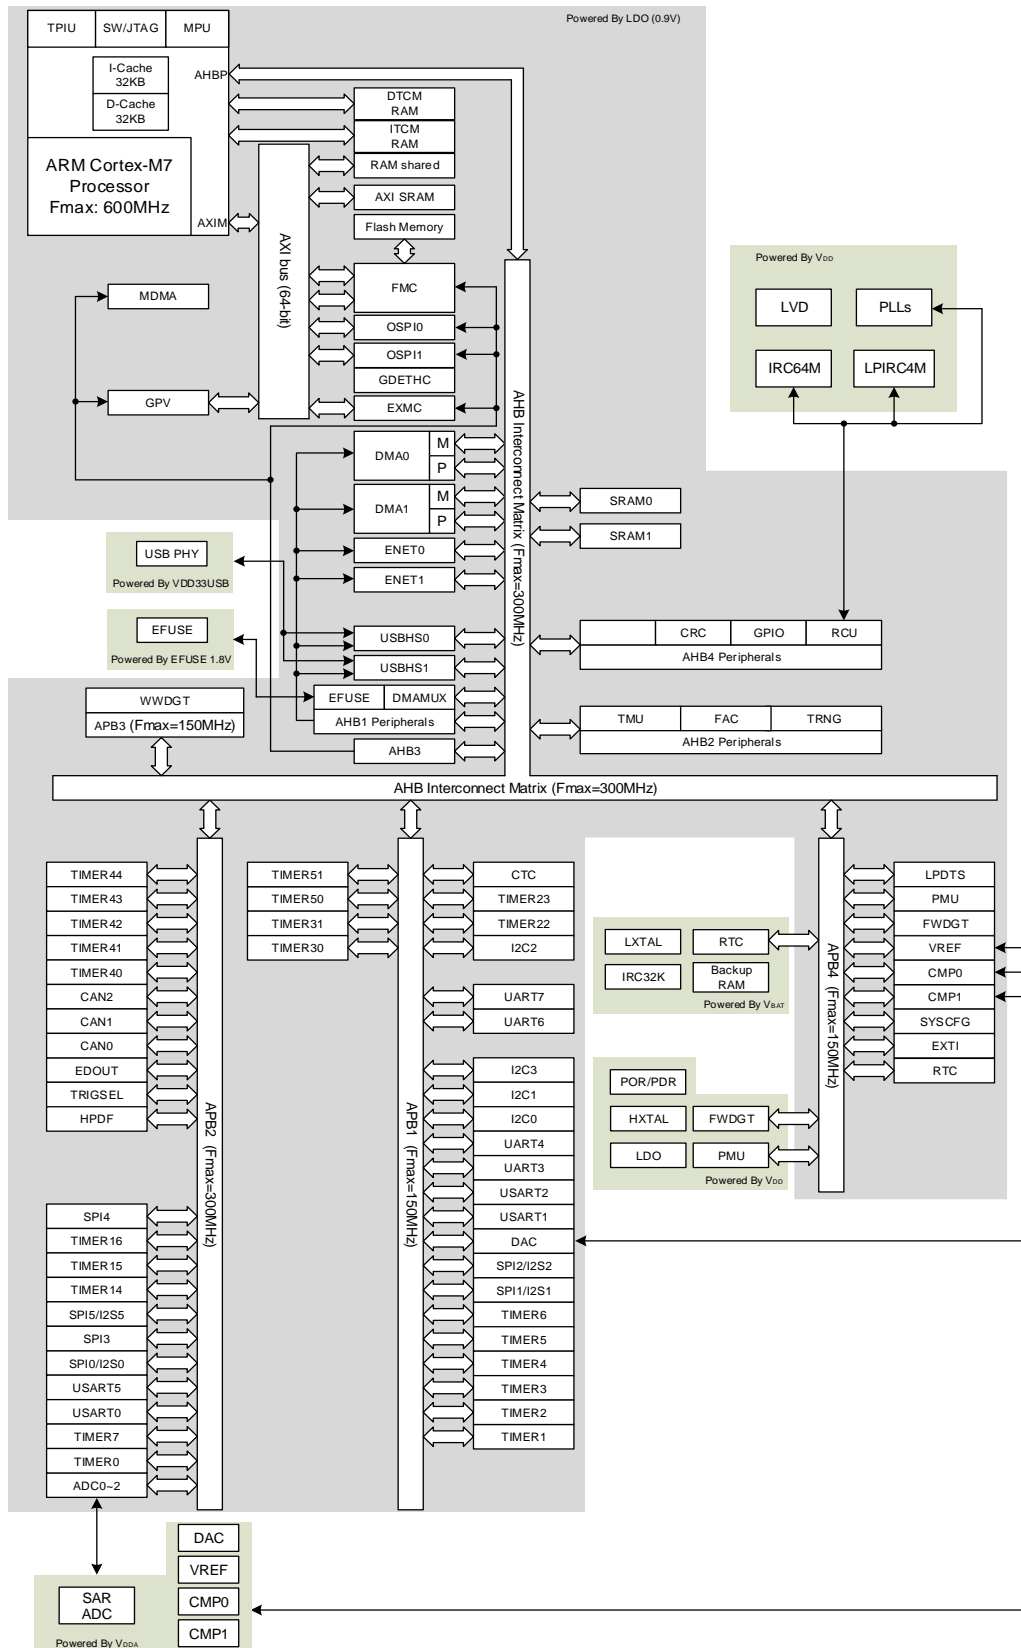 Powered By LDO (0.9V)
TPIU
SW/JTAG
MPU
I-Cache
32KB
D-Cache
32KB
AHBP
ARM Cortex-M7
Processor
Fmax: 600MHz
AXIM
DTCM
RAM
ITCM
RAM
RAM shared
AXI SRAM
Flash Memory
AXI bus (64-bit)
FMC
OSPI0
OSPI1
GDETHC
EXMC
MDMA
GPV
AHB Interconnect Matrix (Fmax=300MHz)
Powered By VDD
LVD
PLLs
IRC64M
LPIRC4M
DMA0
M
P
DMA1
M
P
ENET0
ENET1
SRAM0
SRAM1
USB PHY
Powered By VDD33USB
EFUSE
Powered By EFUSE 1.8V
USBHS0
USBHS1
EFUSE
DMAMUX
AHB1 Peripherals
AHB3
CRC
GPIO
RCU
AHB4 Peripherals
TMU
FAC
TRNG
AHB2 Peripherals
WWDGT
APB3 (Fmax=150MHz)
AHB Interconnect Matrix (Fmax=300MHz)
TIMER44
TIMER43
TIMER42
TIMER41
TIMER40
CAN2
CAN1
CAN0
EDOUT
TRIGSEL
HPDF
SPI4
TIMER16
TIMER15
TIMER14
SPI5/I2S5
SPI3
SPI0/I2S0
USART5
USART0
TIMER7
TIMER0
ADC0~2
APB2 (Fmax=300MHz)
TIMER51
TIMER50
TIMER31
TIMER30
APB1 (Fmax=150MHz)
CTC
TIMER23
TIMER22
I2C2
UART7
UART6
I2C3
I2C1
I2C0
UART4
UART3
USART2
USART1
DAC
SPI2/I2S2
SPI1/I2S1
TIMER6
TIMER5
TIMER4
TIMER3
TIMER2
TIMER1
LXTAL
RTC
IRC32K
Backup
RAM
Powered By VBAT
POR/PDR
HXTAL
FWDGT
LDO
PMU
Powered By VDD
APB4 (Fmax=150MHz)
LPDTS
PMU
FWDGT
VREF
CMP0
CMP1
SYSCFG
EXTI
RTC
SAR
ADC
Powered By VDDA
DAC
VREF
CMP0
CMP1